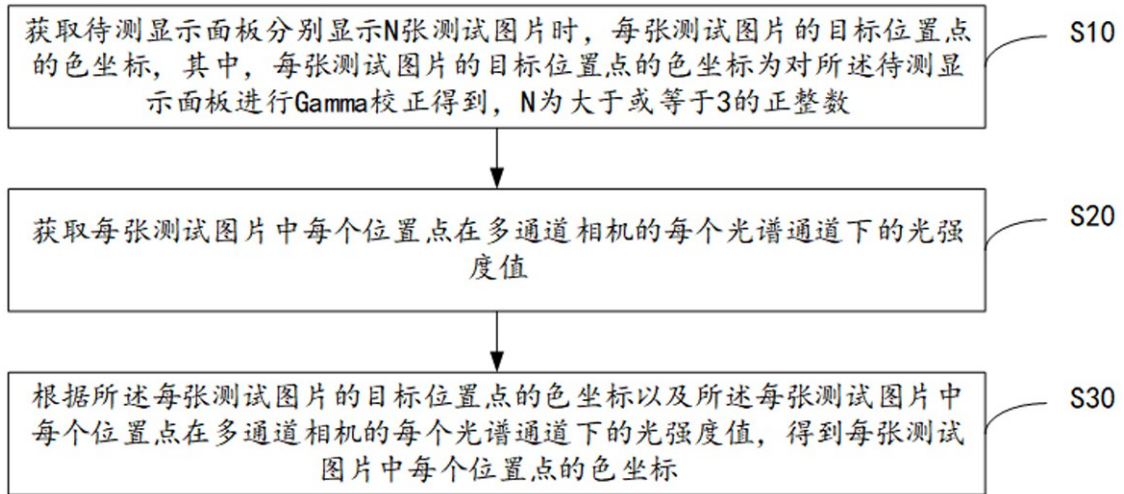 获取待测显示面板分别显示N张测试图片时，每张测试图片的目标位置点
的色坐标，其中，每张测试图片的目标位置点的色坐标为对所述待测显
示面板进行Gamma校正得到，N为大于或等于3的正整数
S10
获取每张测试图片中每个位置点在多通道相机的每个光谱通道下的光强
度值
S20
根据所述每张测试图片的目标位置点的色坐标以及所述每张测试图片中
每个位置点在多通道相机的每个光谱通道下的光强度值，得到每张测试
图片中每个位置点的色坐标
S30